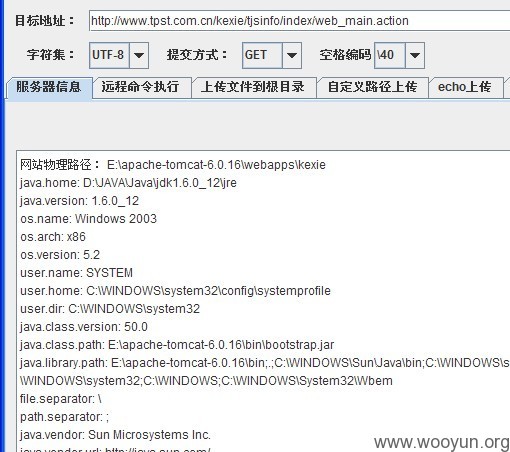 目标地址： http://www.tpst.com.cn/kexie/tjsinfo/index/web_main.action
字符集： UTF-8 提交方式： GET 空格编码 \40
服务器信息 远程命令执行 上传文件到根目录 自定义路径上传 echo上传
网站物理路径： E:\apache-tomcat-6.0.16\webapps\kexie
java.home: D:\JAVA\Java\jdk1.6.0_12\jre
java.version: 1.6.0_12
os.name: Windows 2003
os.arch: x86
os.version: 5.2
user.name: SYSTEM
user.home: C:\WINDOWS\system32\config\systemprofile
user.dir: C:\WINDOWS\system32
java.class.version: 50.0
java.class.path: E:\apache-tomcat-6.0.16\bin\bootstrap.jar
java.library.path: E:\apache-tomcat-6.0.16\bin;.;C:\WINDOWS\Sun\Java\bin;C:\WINDOWS\s
\WINDOWS\system32;C:\WINDOWS;C:\WINDOWS\System32\Wbem
file.separator: \
path.separator: ;
java.vendor: Sun Microsystems Inc.
java.vendor.url: http://java.sun.com/
www.wooyun.org